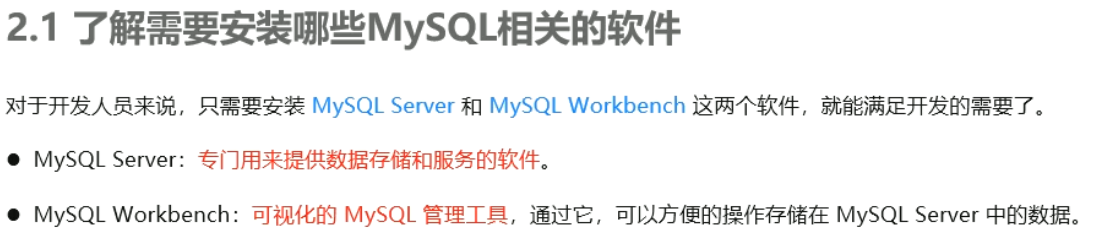 2.1 了解需要安装哪些MySQL相关的软件
对于开发人员来说，只需要安装 MySQL Server 和 MySQL Workbench 这两个软件，就能满足开发的需要了。
● MySQL Server：专门用来提供数据存储和服务的软件。
● MySQL Workbench：可视化的 MySQL 管理工具，通过它，可以方便的操作存储在 MySQL Server 中的数据。